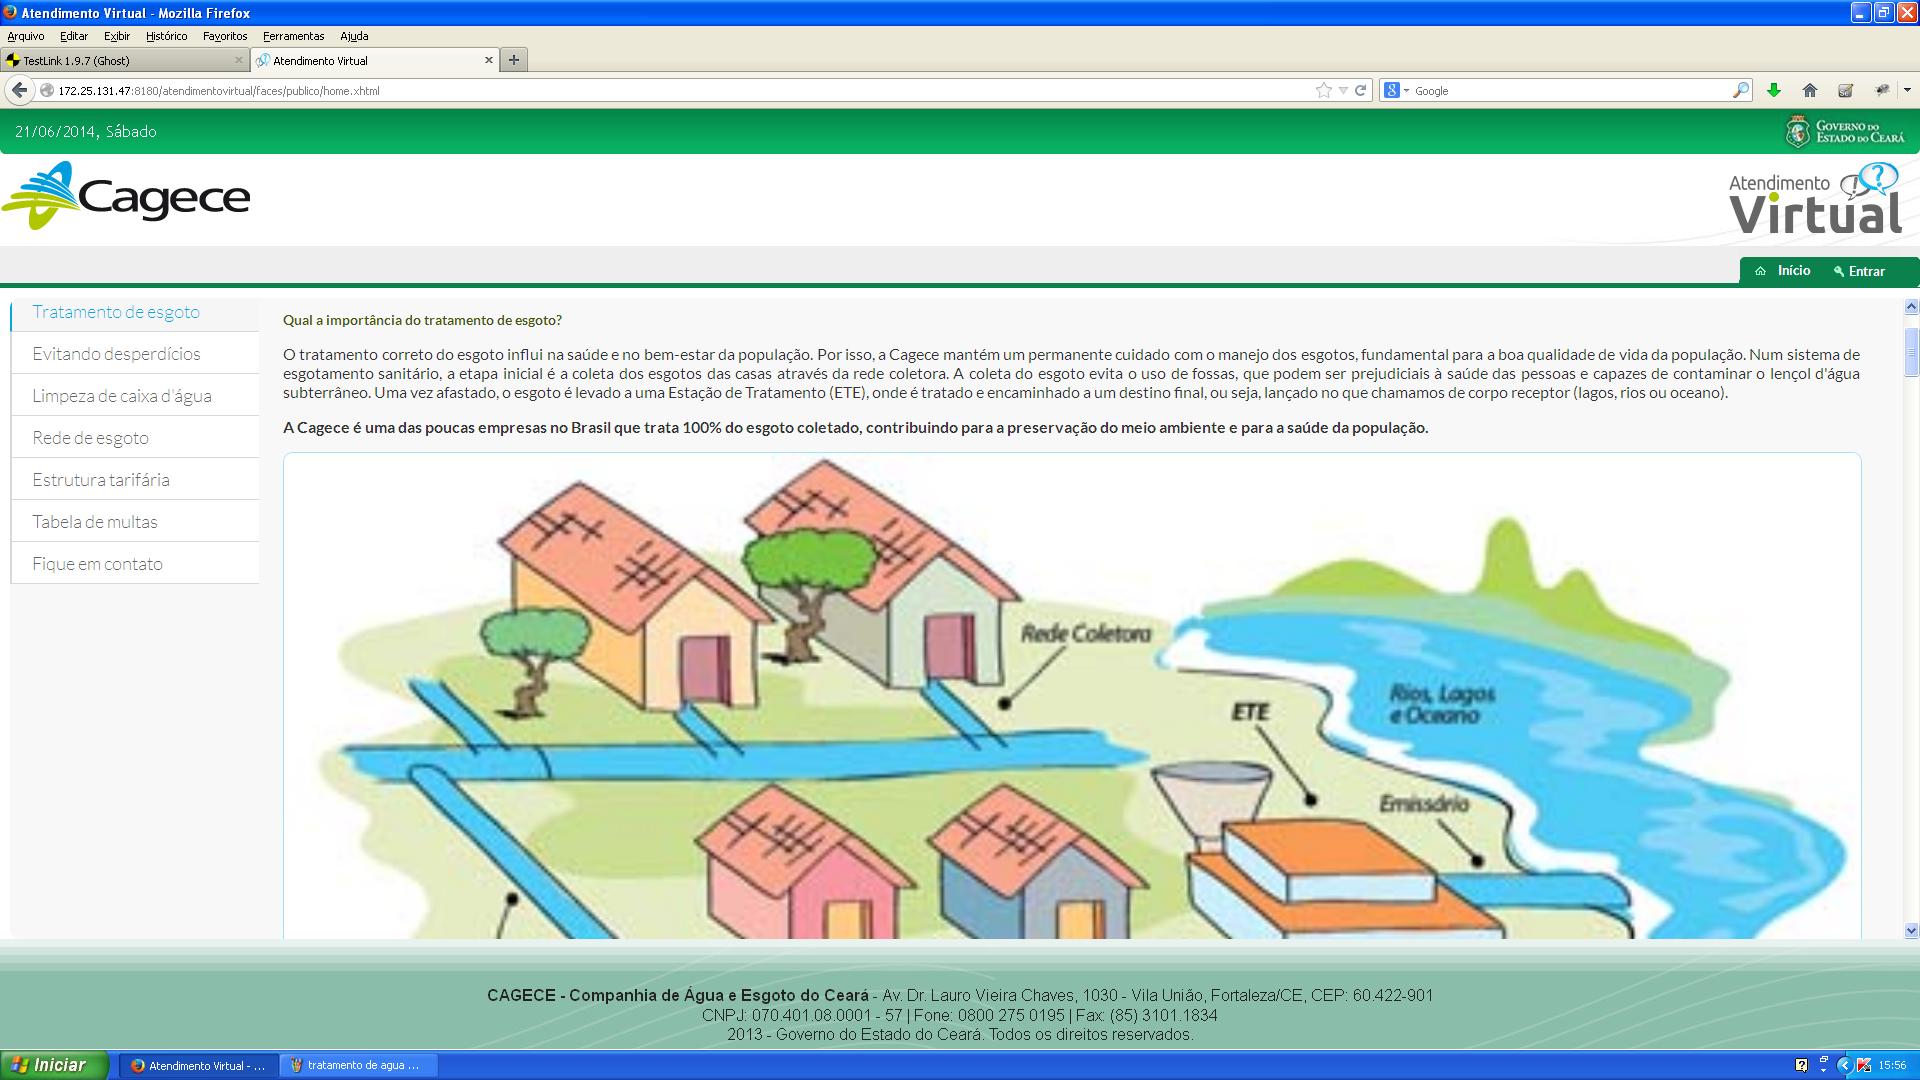 Atendimento Virtual - Mozilla Firefox
Arquivo Editar Exibir Histórico Favoritos Ferramentas Ajuda
TestLink 1.9.7 (Ghost)
Atendimento Virtual
172.25.131.47:8180/atendimentovirtual/faces/publico/home.xhtml
Google
21/06/2014, Sábado
GOVERNO DO
ESTADO DO CEARÁ
Cagece
Atendimento
Virtual
Início
Entrar
Tratamento de esgoto
Evitando desperdícios
Limpeza de caixa d'água
Rede de esgoto
Estrutura tarifária
Tabela de multas
Fique em contato
Qual a importância do tratamento de esgoto?
O tratamento correto do esgoto influi na saúde e no bem-estar da população. Por isso, a Cagece mantém um permanente cuidado com o manejo dos esgotos, fundamental para a boa qualidade de vida da população. Num sistema de
esgotamento sanitário, a etapa inicial é a coleta dos esgotos das casas através da rede coletora. A coleta do esgoto evita o uso de fossas, que podem ser prejudiciais à saúde das pessoas e capazes de contaminar o lençol d'água
subterrâneo. Uma vez afastado, o esgoto é levado a uma Estação de Tratamento (ETE), onde é tratado e encaminhado a um destino final, ou seja, lançado no que chamamos de corpo receptor (lagos, rios ou oceano).
A Cagece é uma das poucas empresas no Brasil que trata 100% do esgoto coletado, contribuindo para a preservação do meio ambiente e para a saúde da população.
Rede Coletora
Rios, Lagos
e Oceano
ETE
Emissário
CAGECE - Companhia de Água e Esgoto do Ceará - Av. Dr. Lauro Vieira Chaves, 1030 - Vila União, Fortaleza/CE, CEP: 60.422-901
CNPJ: 070.401.08.0001 - 57 | Fone: 0800 275 0195 | Fax: (85) 3101.1834
2013 - Governo do Estado do Ceará. Todos os direitos reservados.
Iniciar
Atendimento Virtual - ...
tratamento de agua ...
15:56